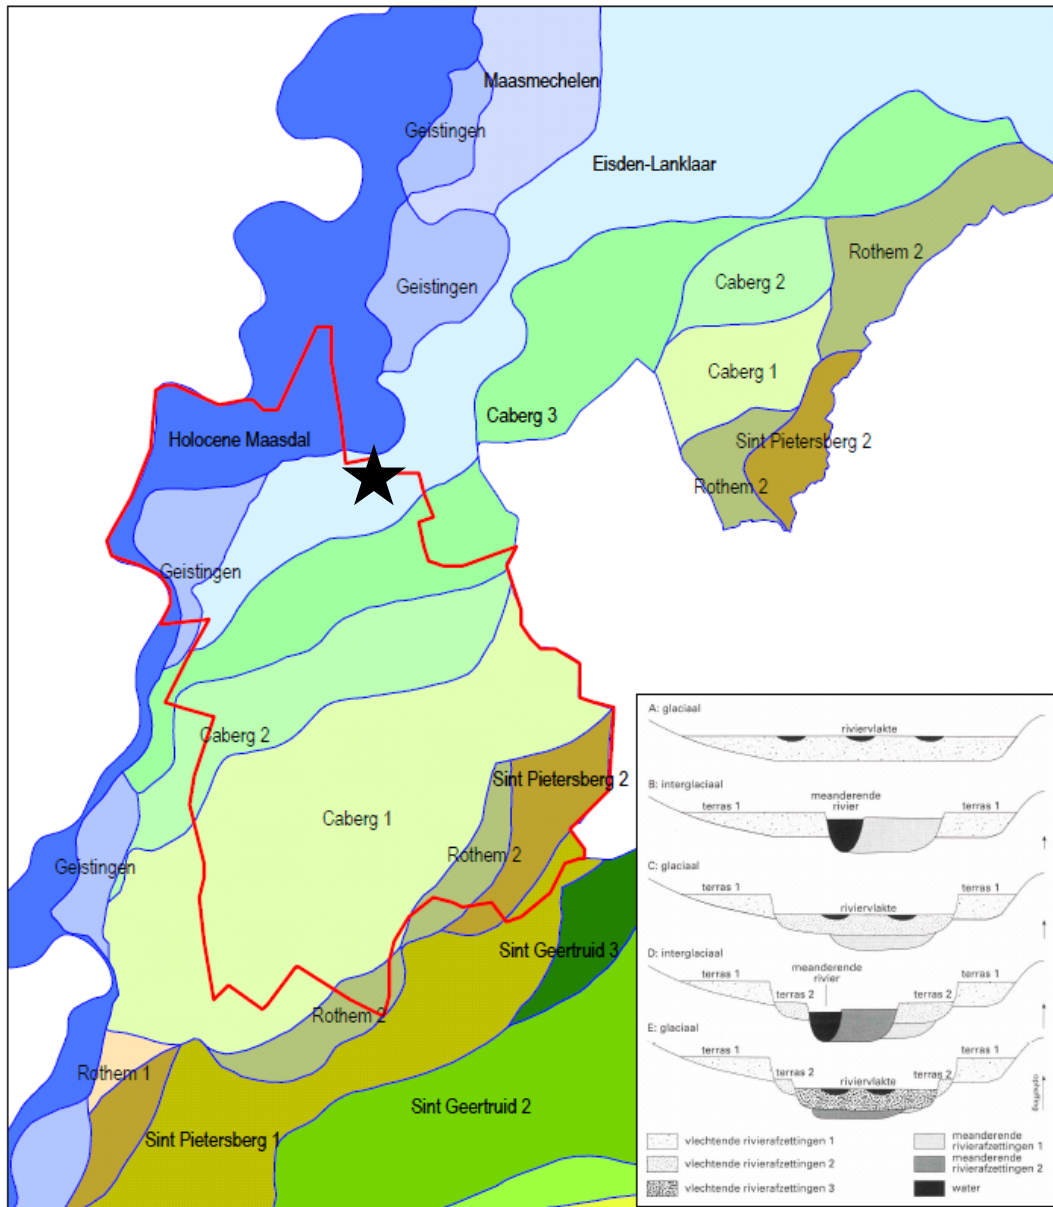 Maasmechelen
Geistingen
Eisden-Lanklaar
Rothem 2
Caberg 2
Geistingen
Caberg 1
Caberg 3
Holocene Maasdal
Sint Pietersberg 2
Rothem 2
Geistingen
Caberg 2
Sint Pietersberg 2
Caberg 1
Rothem 2
Geistingen
Sint Geertruid 3
Rothem 2
Rothem 1
Sint Geertruid 2
Sint Pietersberg 1
A: glaciaal
riviervlakte
B: interglaciaal
meanderende
rivier
terras 1
terras 1
C: glaciaal
terras 1
terras 1
riviervlakte
D: interglaciaal
meanderende
rivier
terras 1
terras 1
terras 2
terras 2
E: glaciaal
terras 1
terras 1
terras 2
riviervlakte
terras 2
opheffing
vlechtende rivierafzettingen 1
meanderende
rivierafzettingen 1
vlechtende rivierafzettingen 2
meanderende
rivierafzettingen 2
vlechtende rivierafzettingen 3
water